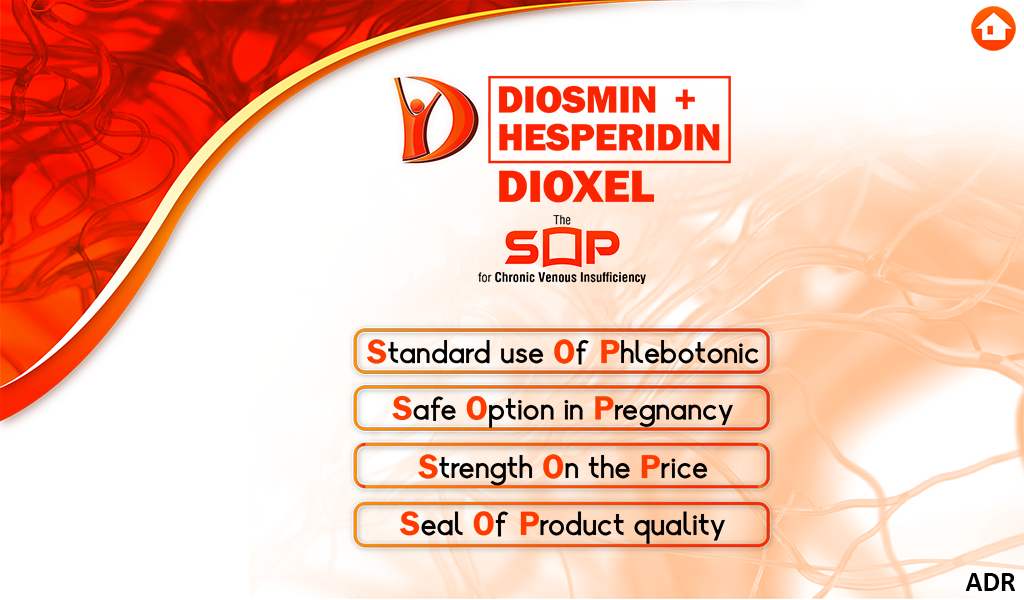 DIOSMIN +
HESPERIDIN
DIOXEL
The
SOP
for Chronic Venous Insufficiency
Standard use Of Phlebotonic
Safe Option in Pregnancy
Strength On the Price
Seal Of Product quality
ADR